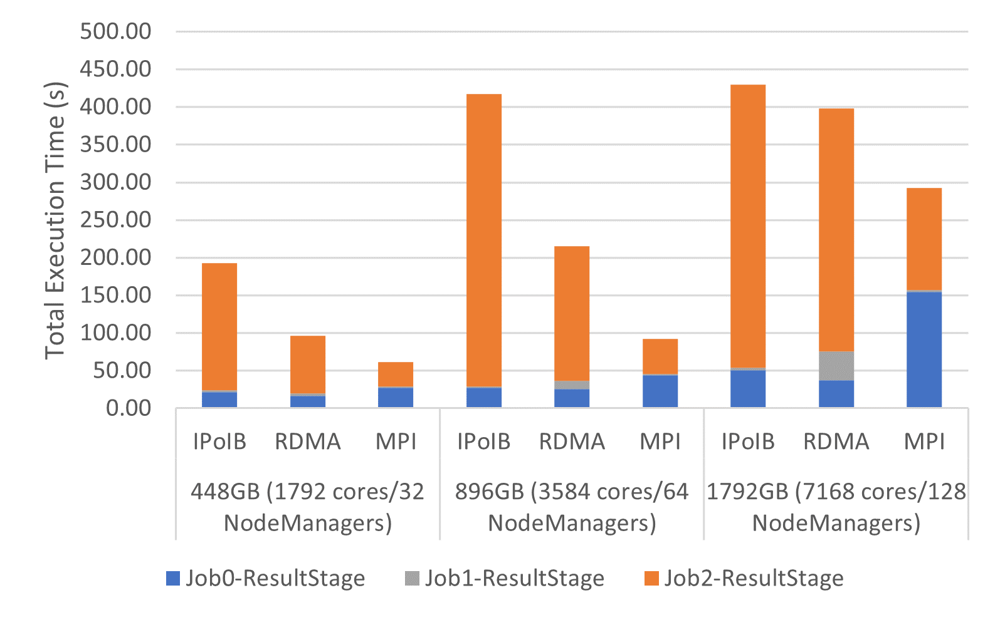 Total Execution Time (s)
500.00
450.00
400.00
350.00
300.00
250.00
200.00
150.00
100.00
50.00
0.00
IPoIB RDMA MPI IPoIB RDMA MPI IPoIB RDMA MPI
448GB (1792 cores/32 NodeManagers)
896GB (3584 cores/64 NodeManagers)
1792GB (7168 cores/128 NodeManagers)
Job0-ResultStage Job1-ResultStage Job2-ResultStage